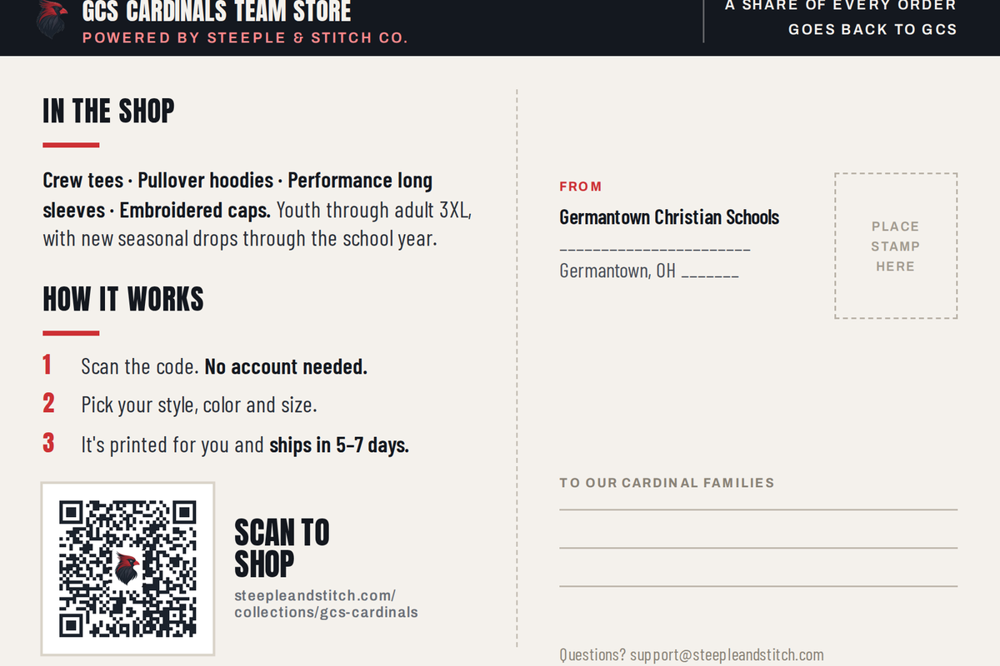 GCS CARDINALS TEAM STORE
POWERED BY STEEPLE & STITCH CO.
A SHARE OF EVERY ORDER
GOES BACK TO GCS
IN THE SHOP
Crew tees · Pullover hoodies · Performance long
sleeves · Embroidered caps. Youth through adult 3XL,
with new seasonal drops through the school year.
HOW IT WORKS
1 Scan the code. No account needed.
2 Pick your style, color and size.
3 It's printed for you and ships in 5–7 days.
SCAN TO
SHOP
steepleandstitch.com/
collections/gcs-cardinals
FROM
Germantown Christian Schools
_______________________
Germantown, OH _______
PLACE
STAMP
HERE
TO OUR CARDINAL FAMILIES
Questions? support@steepleandstitch.com